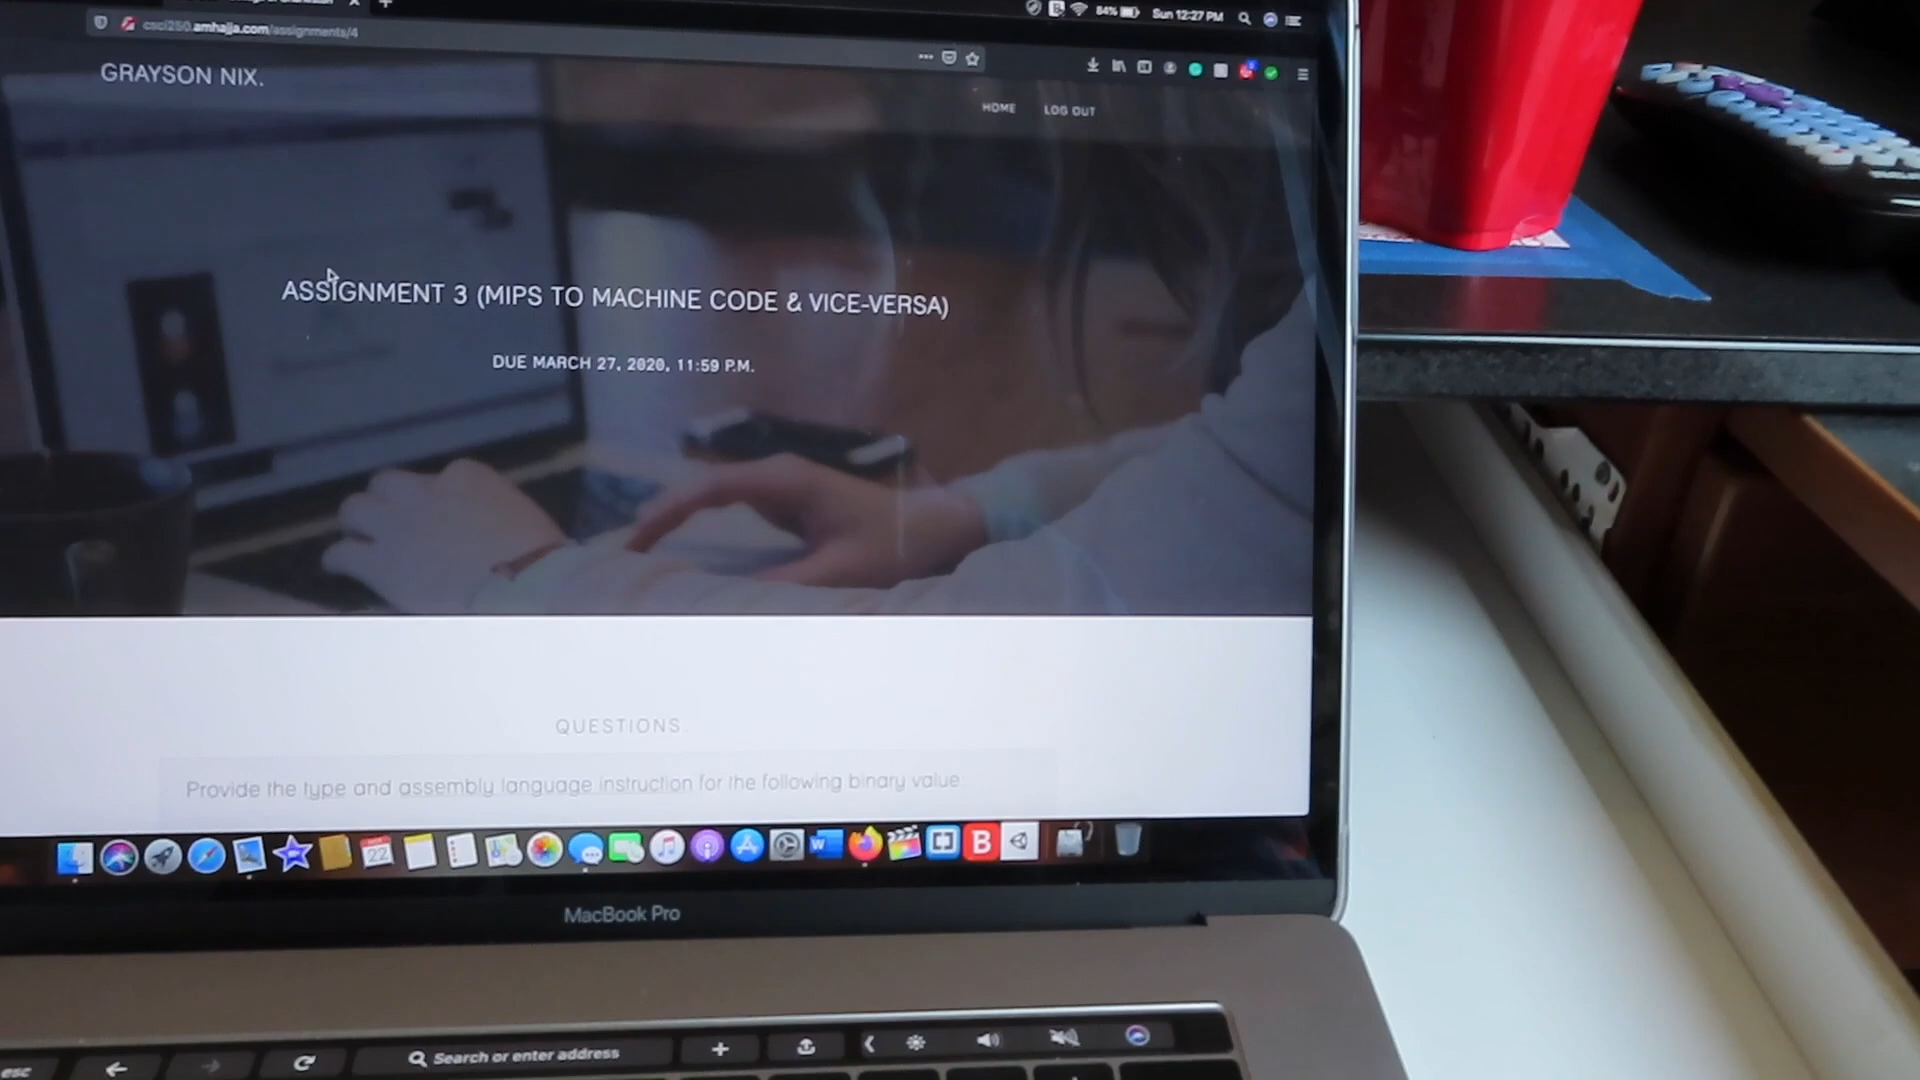 84%
Sun 12:27 PM
csci250.amhajja.com/assignments/4
GRAYSON NIX.
HOME
LOG OUT
ASSIGNMENT 3 (MIPS TO MACHINE CODE & VICE-VERSA)
DUE MARCH 27, 2020, 11:59 P.M.
QUESTIONS.
Provide the type and assembly language instruction for the following binary value:
22
W
B
MacBook Pro
esc
Search or enter address